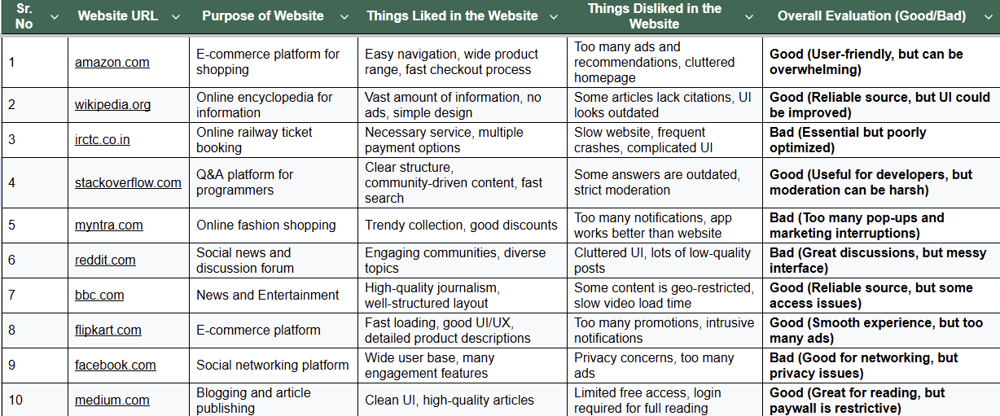 Sr. No
Website URL
Purpose of Website
Things Liked in the Website
Things Disliked in the
Website
Overall Evaluation (Good/Bad)
1
amazon.com
E-commerce platform for
shopping
Easy navigation, wide product
range, fast checkout process
Too many ads and
recommendations, cluttered
homepage
Good (User-friendly, but can be
overwhelming)
2
wikipedia.org
Online encyclopedia for
information
Vast amount of information, no
ads, simple design
Some articles lack citations, UI
looks outdated
Good (Reliable source, but UI could
be improved)
3
irctc.co.in
Online railway ticket
booking
Necessary service, multiple
payment options
Slow website, frequent
crashes, complicated UI
Bad (Essential but poorly
optimized)
4
stackoverflow.com
Q&A platform for
programmers
Clear structure,
community-driven content, fast
search
Some answers are outdated,
strict moderation
Good (Useful for developers, but
moderation can be harsh)
5
myntra.com
Online fashion shopping
Trendy collection, good discounts
Too many notifications, app
works better than website
Bad (Too many pop-ups and
marketing interruptions)
6
reddit.com
Social news and
discussion forum
Engaging communities, diverse
topics
Cluttered UI, lots of low-quality
posts
Bad (Great discussions, but messy
interface)
7
bbc.com
News and Entertainment
High-quality journalism,
well-structured layout
Some content is geo-restricted,
slow video load time
Good (Reliable source, but some
access issues)
8
flipkart.com
E-commerce platform
Fast loading, good UI/UX,
detailed product descriptions
Too many promotions, intrusive
notifications
Good (Smooth experience, but too
many ads)
9
facebook.com
Social networking platform
Wide user base, many
engagement features
Privacy concerns, too many
ads
Bad (Good for networking, but
privacy issues)
10
medium.com
Blogging and article
publishing
Clean UI, high-quality articles
Limited free access, login
required for full reading
Good (Great for reading, but
paywall is restrictive)